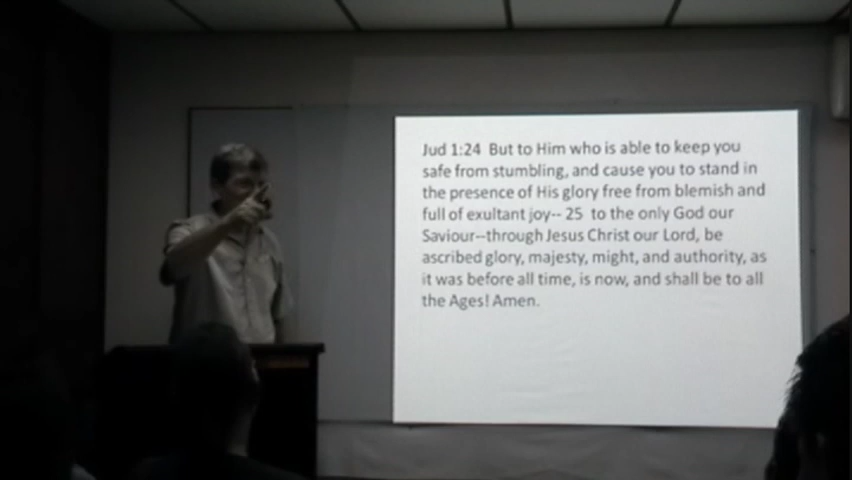 Jud 1:24  But to Him who is able to keep you
safe from stumbling, and cause you to stand in
the presence of His glory free from blemish and
full of exultant joy-- 25  to the only God our
Saviour--through Jesus Christ our Lord, be
ascribed glory, majesty, might, and authority, as
it was before all time, is now, and shall be to all
the Ages! Amen.